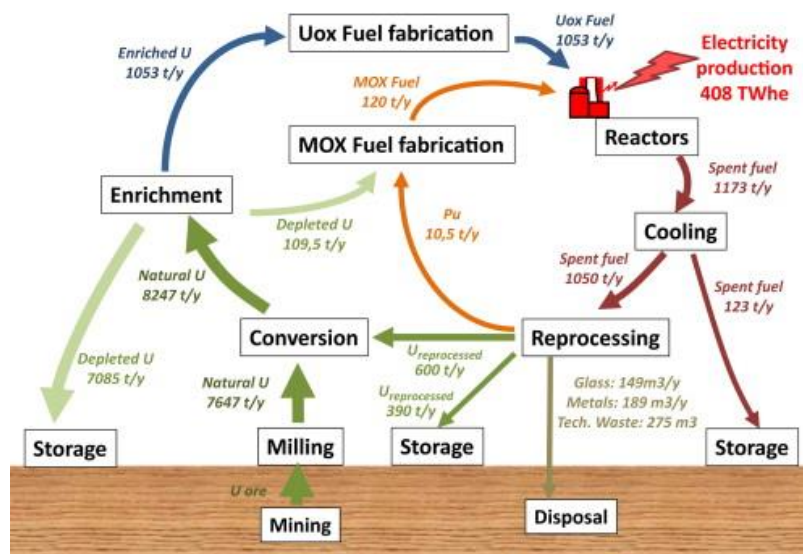 Uox Fuel fabrication
Enriched U
1053 t/y
Uox Fuel
1053 t/y
Electricity
production
408 TWhe
MOX Fuel
120 t/y
MOX Fuel fabrication
Reactors
Enrichment
Depleted U
109,5 t/y
Pu
10,5 t/y
Spent fuel
1173 t/y
Cooling
Natural U
8247 t/y
Spent fuel
1050 t/y
Spent fuel
123 t/y
Conversion
Reprocessing
Depleted U
7085 t/y
Natural U
7647 t/y
Ureprocessed
600 t/y
Ureprocessed
390 t/y
Glass: 149m3/y
Metals: 189 m3/y
Tech. Waste: 275 m3
Storage
Milling
Storage
Storage
U ore
Mining
Disposal